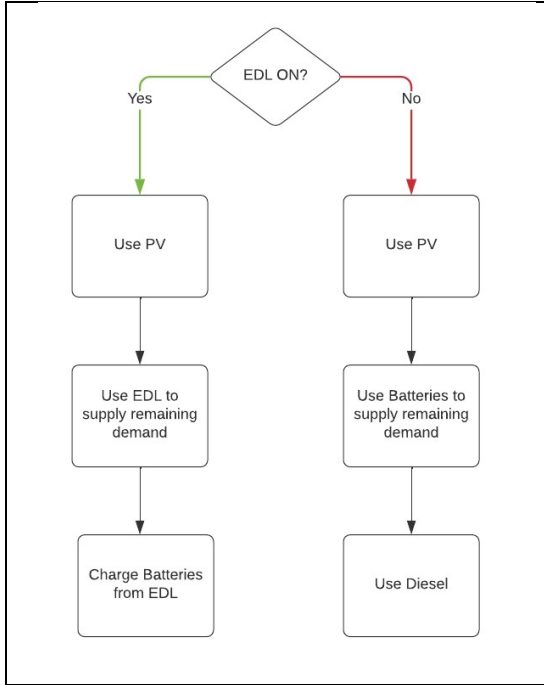 EDL ON?
Yes
No
Use PV
Use PV
Use EDL to
supply remaining
demand
Use Batteries to
supply remaining
demand
Charge Batteries
from EDL
Use Diesel